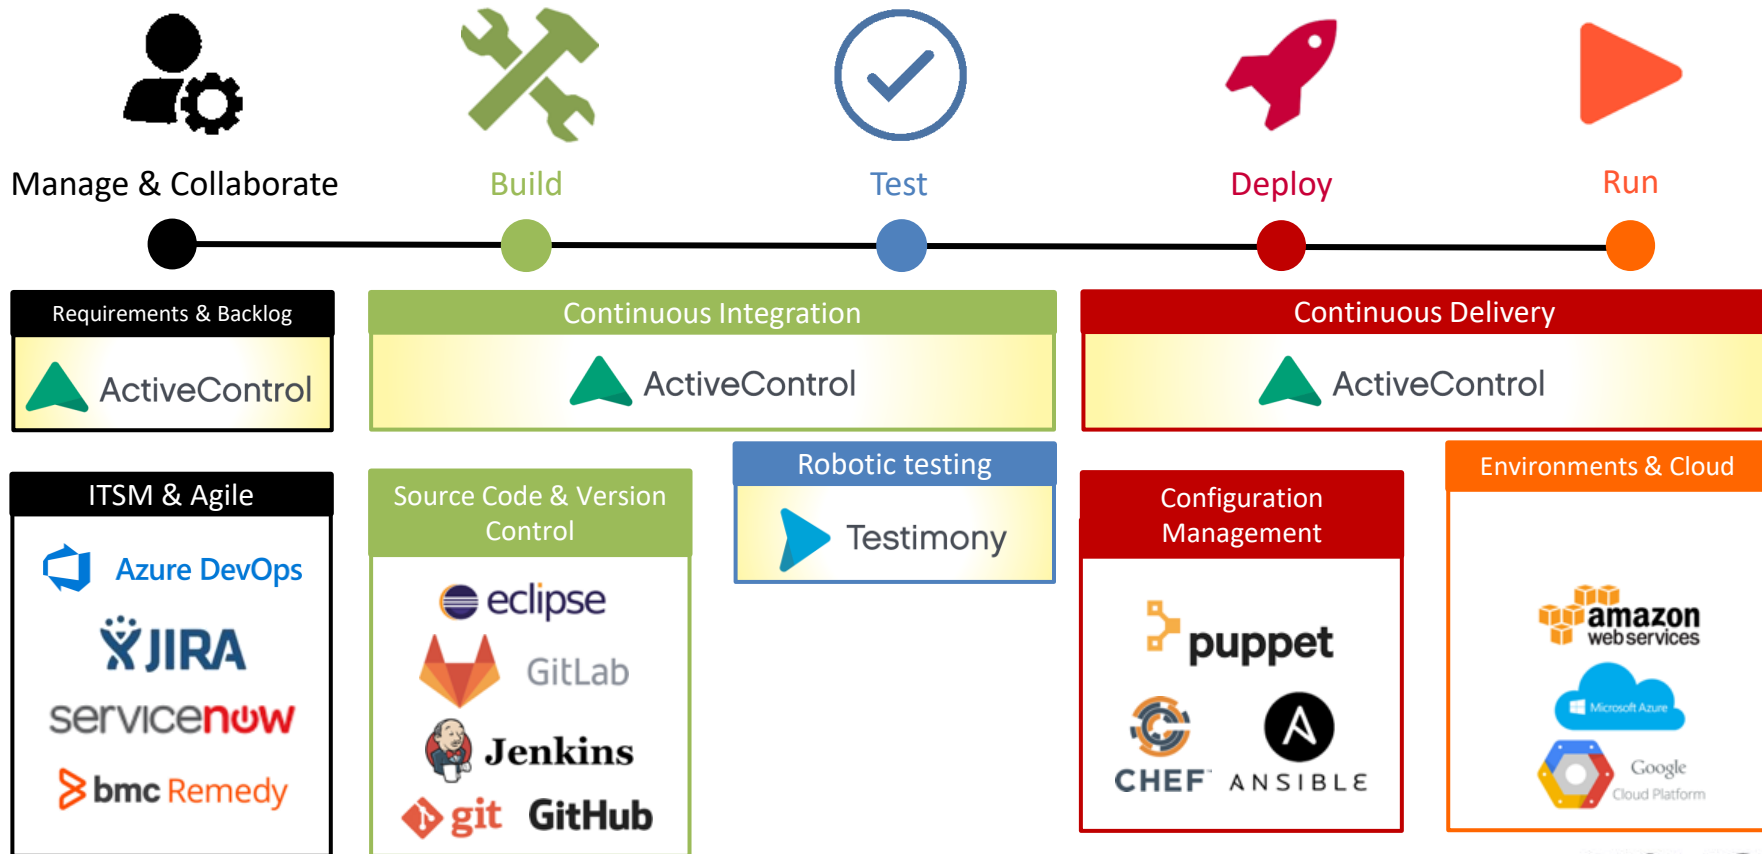 Manage & Collaborate
Build
Test
Deploy
Run
Requirements & Backlog
ActiveControl
Continuous Integration
ActiveControl
Continuous Delivery
ActiveControl
ITSM & Agile
Azure DevOps
JIRA
servicenow
bmc Remedy
Source Code & Version
Control
eclipse
GitLab
Jenkins
git GitHub
Robotic testing
Testimony
Configuration
Management
puppet
CHEF ANSIBLE
Environments & Cloud
amazon
webservices
Microsoft Azure
Google
Cloud Platform